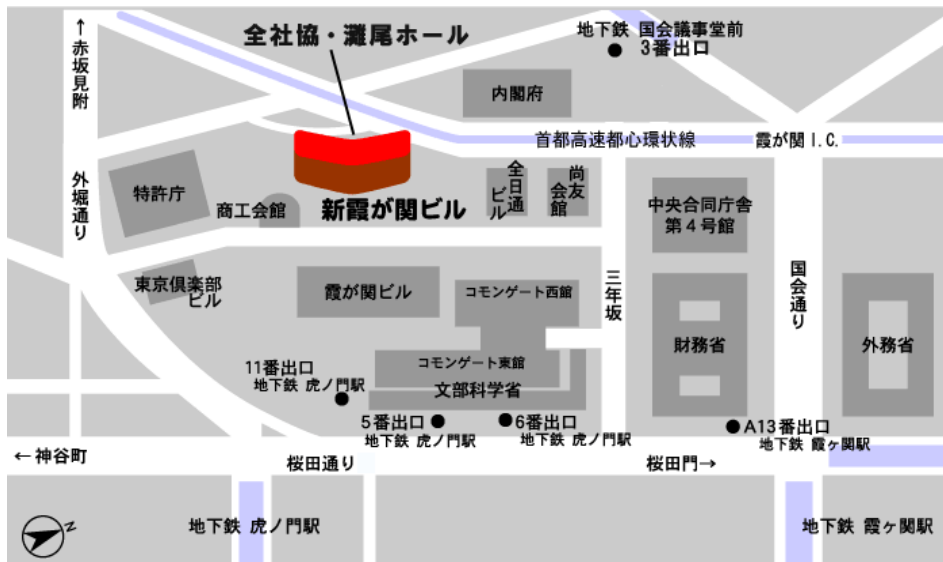 ↑赤坂見附
全社協・灘尾ホール
地下鉄 国会議事堂前
3番出口
内閣府
首都高速都心環状線
霞が関 I.C.
外堀通り
特許庁
商工会館
新霞が関ビル
全日通
ビル
尚友
会館
中央合同庁舎
第4号館
東京倶楽部
ビル
霞が関ビル
コモンゲート西館
三年坂
国会通り
コモンゲート東館
財務省
外務省
文部科学省
11番出口
地下鉄 虎ノ門駅
5番出口
地下鉄 虎ノ門駅
6番出口
地下鉄 虎ノ門駅
A13番出口
地下鉄 霞ヶ関駅
←神谷町
桜田通り
桜田門→
地下鉄 虎ノ門駅
地下鉄 霞ヶ関駅
N